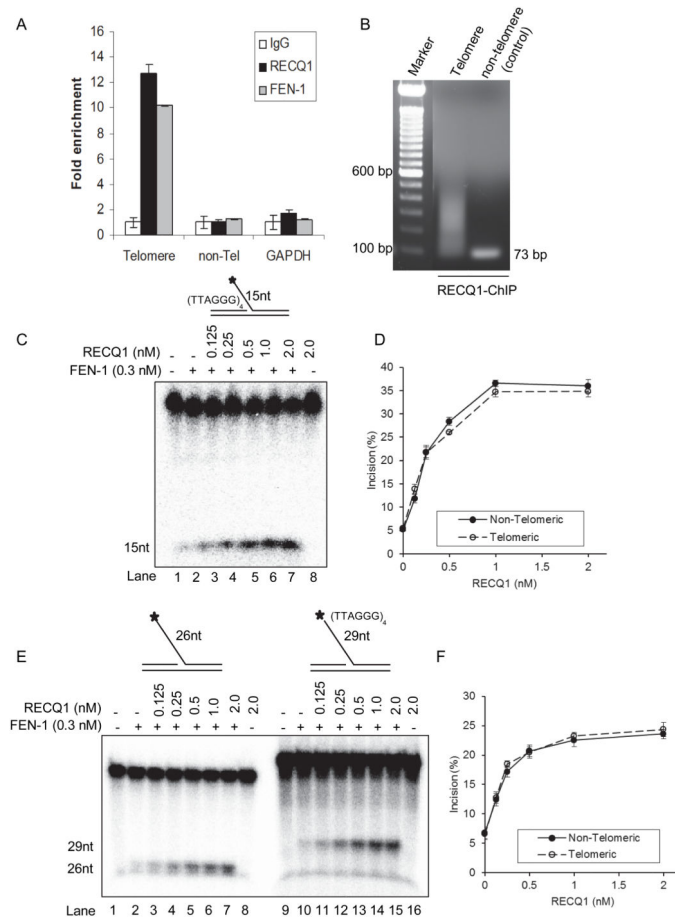 A
IgG
RECQ1
FEN-1
Fold enrichment
16
14
12
10
8
6
4
2
0
Telomere non-Tel GAPDH
B
Marker
Telomere
non-telomere
(control)
600 bp
100 bp
73 bp
RECQ1-ChIP
C
(TTAGGG)4
15nt
RECQ1 (nM) - - 0.125 0.25 0.5 1.0 2.0 2.0
FEN-1 (0.3 nM) - + + + + + + -
15nt
Lane 1 2 3 4 5 6 7 8
D
Incision (%)
40
35
30
25
20
15
10
5
0
Non-Telomeric
Telomeric
0 0.5 1 1.5 2
RECQ1 (nM)
E
26nt
(TTAGGG)4
29nt
RECQ1 (nM) - - 0.125 0.25 0.5 1.0 2.0 2.0 - - 0.125 0.25 0.5 1.0 2.0 2.0
FEN-1 (0.3 nM) - + + + + + + - - + + + + + + -
29nt
26nt
Lane 1 2 3 4 5 6 7 8 9 10 11 12 13 14 15 16
F
Incision (%)
30
25
20
15
10
5
0
Non-Telomeric
Telomeric
0 0.5 1 1.5 2
RECQ1 (nM)